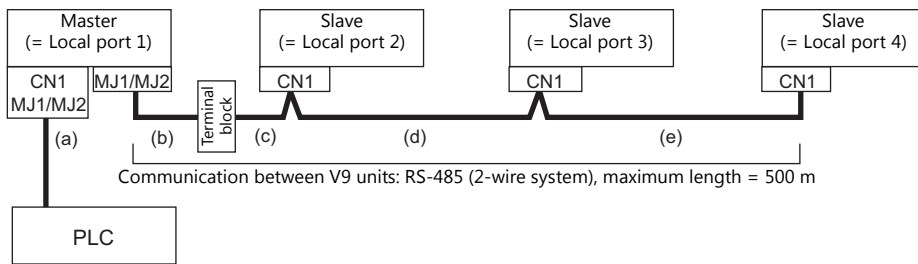 Master
(= Local port 1)
Slave
(= Local port 2)
Slave
(= Local port 3)
Slave
(= Local port 4)
CN1
MJ1/MJ2
MJ1/MJ2
CN1
CN1
CN1
Terminal
block
(a)
(b)
(c)
(d)
(e)
Communication between V9 units: RS-485 (2-wire system), maximum length = 500 m
PLC